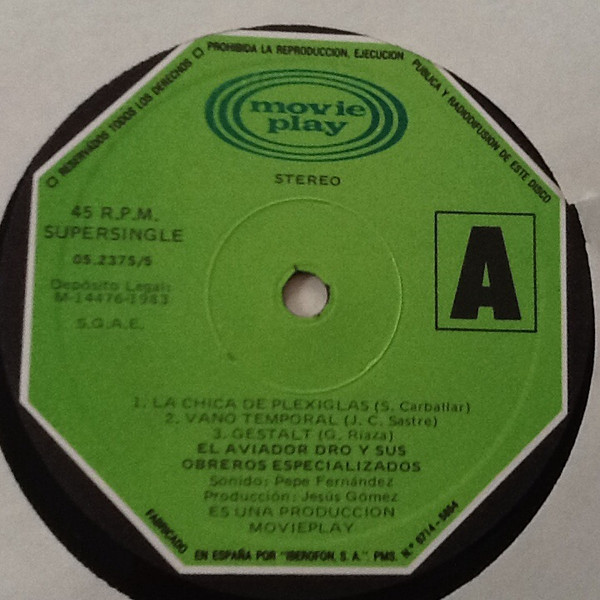 RESERVADOS TODOS LOS DERECHOS
PROHIBIDA LA REPRODUCCION, EJECUCION
PUBLICA Y RADIODIFUSION DE ESTE DISCO
movie
play
STEREO
45 R.P.M.
SUPERSINGLE
05.2375/5
Depósito Legal:
M-14476-1983
S.G.A.E.
A
1. LA CHICA DE PLEXIGLAS (S. Carballar)
2. VANO TEMPORAL (J. C. Sastre)
3. GESTALT (G. Riaza)
EL AVIADOR DRO Y SUS
OBREROS ESPECIALIZADOS
Sonido: Pepe Fernández
Producción: Jesús Gómez
ES UNA PRODUCCION
MOVIEPLAY
FABRICADO
EN ESPAÑA POR "IBEROFON, S. A.". PMS.